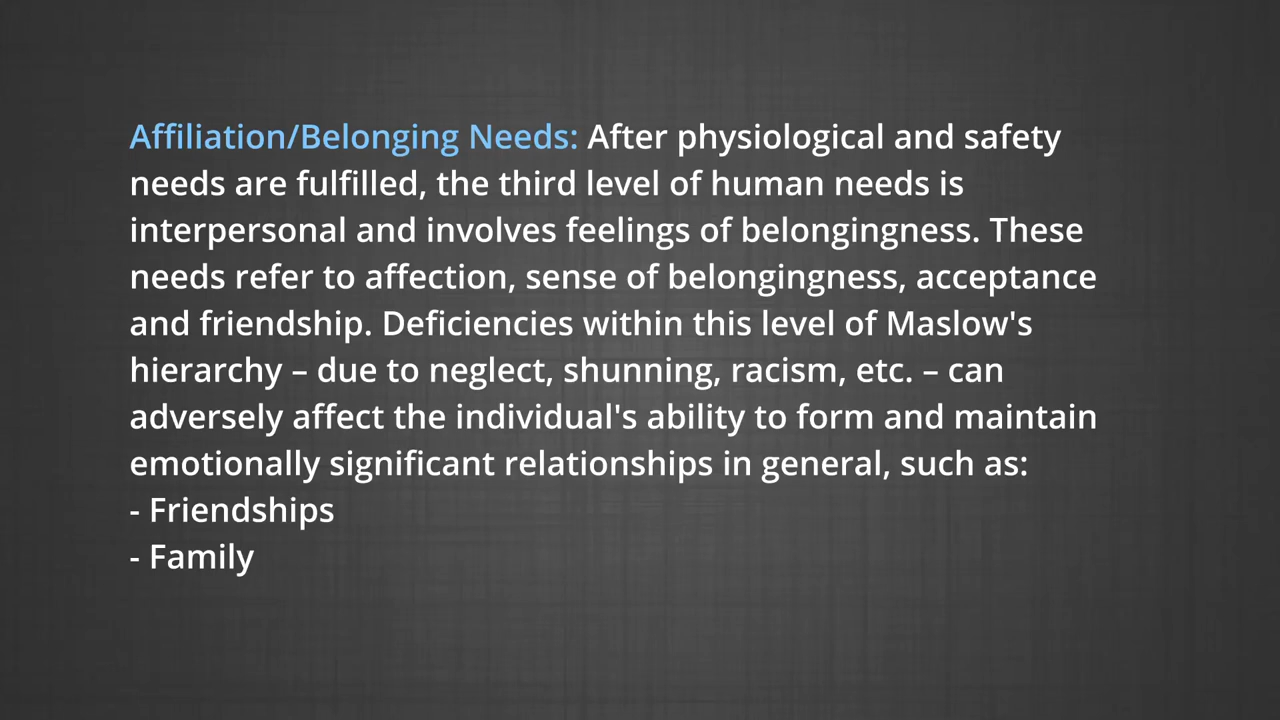 Affiliation/Belonging Needs: After physiological and safety
needs are fulfilled, the third level of human needs is
interpersonal and involves feelings of belongingness. These
needs refer to affection, sense of belongingness, acceptance
and friendship. Deficiencies within this level of Maslow's
hierarchy – due to neglect, shunning, racism, etc. – can
adversely affect the individual's ability to form and maintain
emotionally significant relationships in general, such as:
- Friendships
- Family